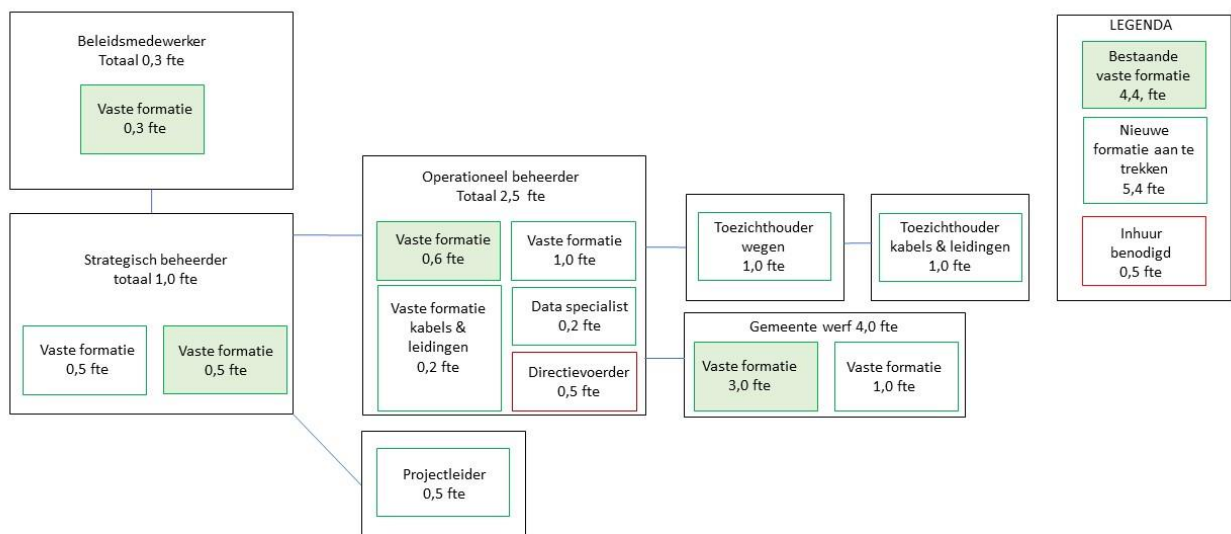 Beleidsmedewerker
Totaal 0,3 fte
Vaste formatie
0,3 fte
Strategisch beheerder
totaal 1,0 fte
Vaste formatie
0,5 fte
Vaste formatie
0,5 fte
Operationeel beheerder
Totaal 2,5 fte
Vaste formatie
0,6 fte
Vaste formatie
1,0 fte
Vaste formatie
kabels &
leidingen
0,2 fte
Data specialist
0,2 fte
Directievoerder
0,5 fte
Projectleider
0,5 fte
Toezichthouder
wegen
1,0 fte
Toezichthouder
kabels & leidingen
1,0 fte
Gemeente werf 4,0 fte
Vaste formatie
3,0 fte
Vaste formatie
1,0 fte
LEGENDA
Bestaande
vaste formatie
4,4, fte
Nieuwe
formatie aan te
trekken
5,4 fte
Inhuur
benodigd
0,5 fte